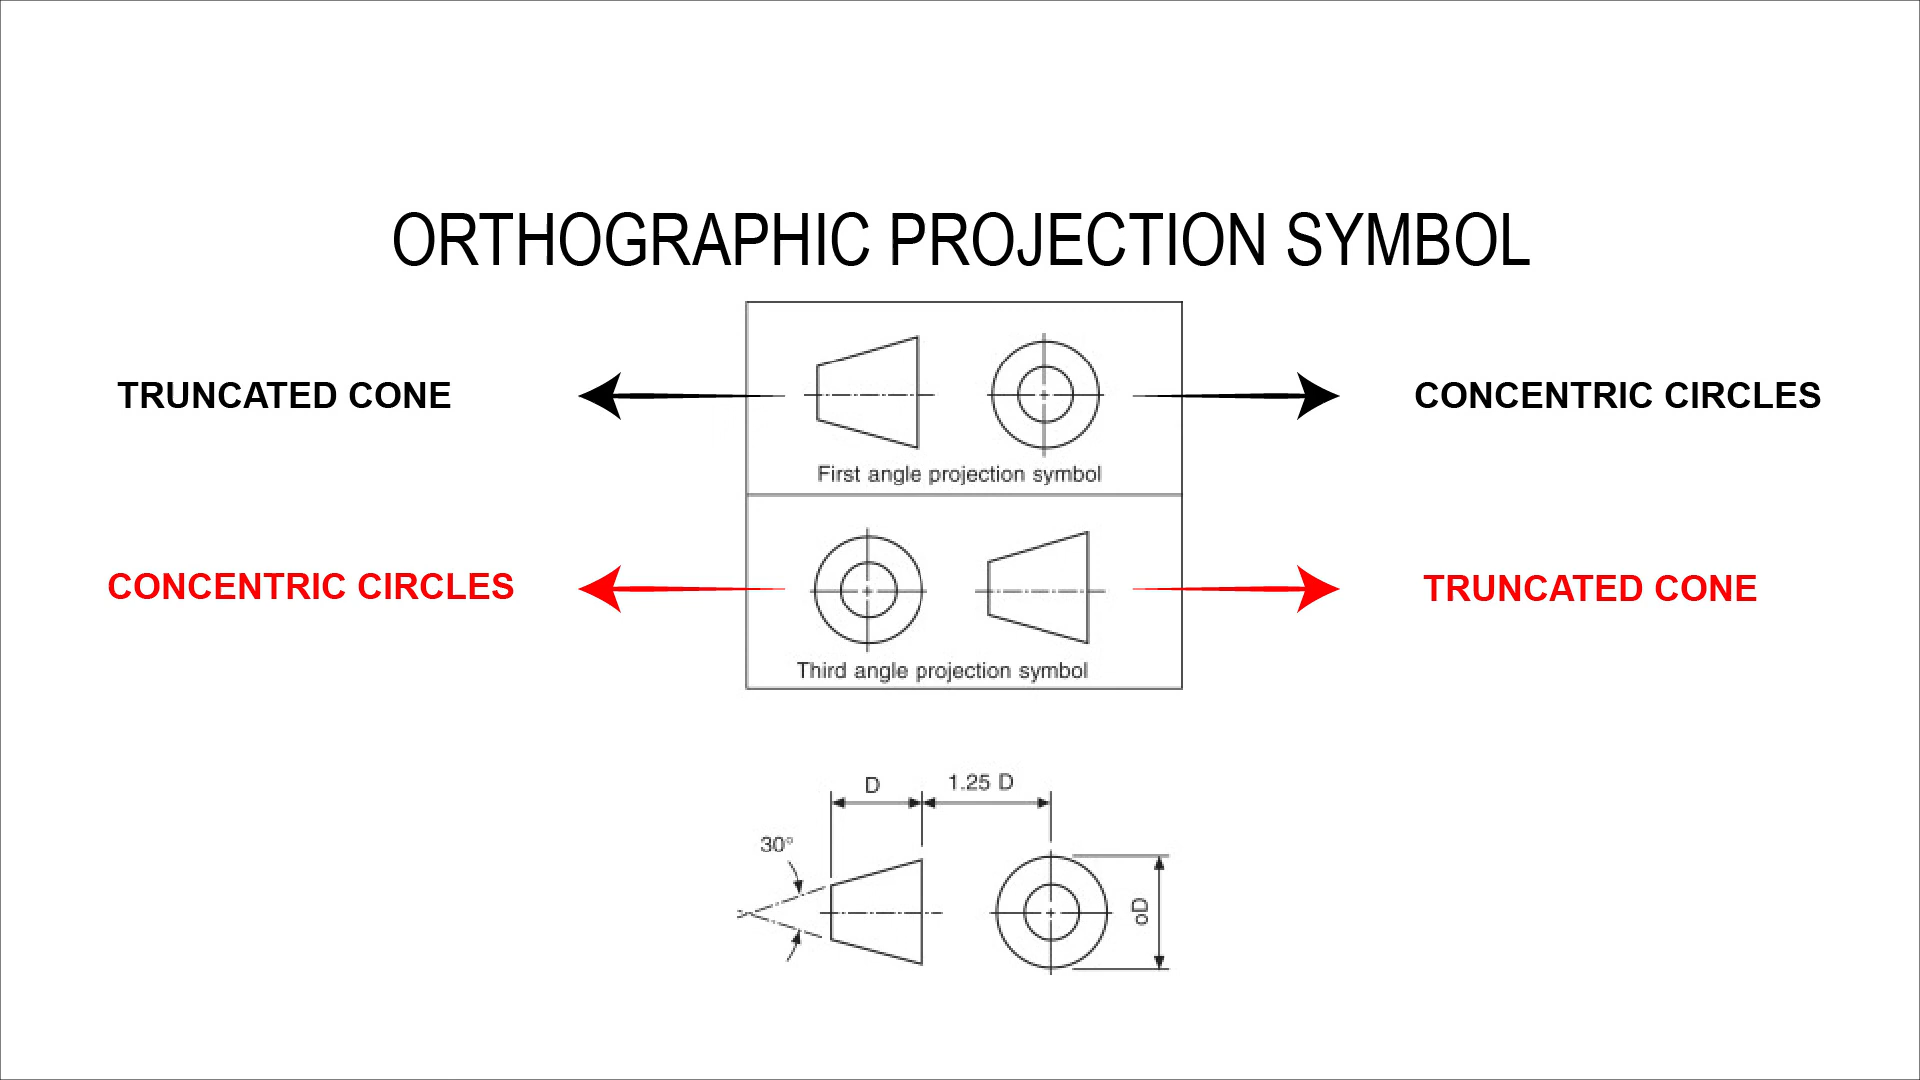 ORTHOGRAPHIC PROJECTION SYMBOL
TRUNCATED CONE
CONCENTRIC CIRCLES
First angle projection symbol
CONCENTRIC CIRCLES
TRUNCATED CONE
Third angle projection symbol
D
1.25 D
30°
oD